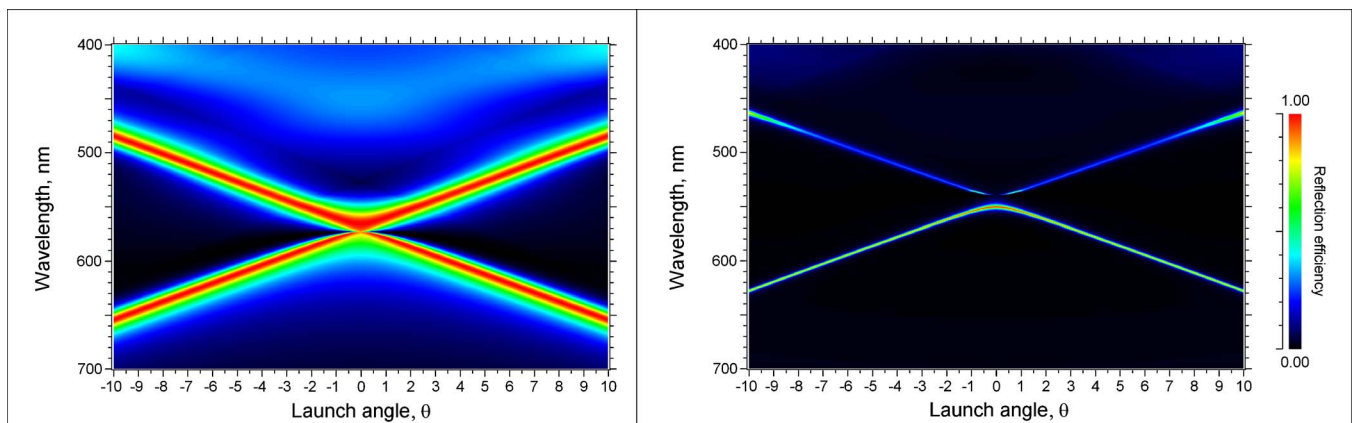 400
500
600
700
Wavelength, nm
-10 -9 -8 -7 -6 -5 -4 -3 -2 -1 0 1 2 3 4 5 6 7 8 9 10
Launch angle, θ
400
500
600
700
Wavelength, nm
-10 -9 -8 -7 -6 -5 -4 -3 -2 -1 0 1 2 3 4 5 6 7 8 9 10
Launch angle, θ
1.00
Reflection efficiency
0.00